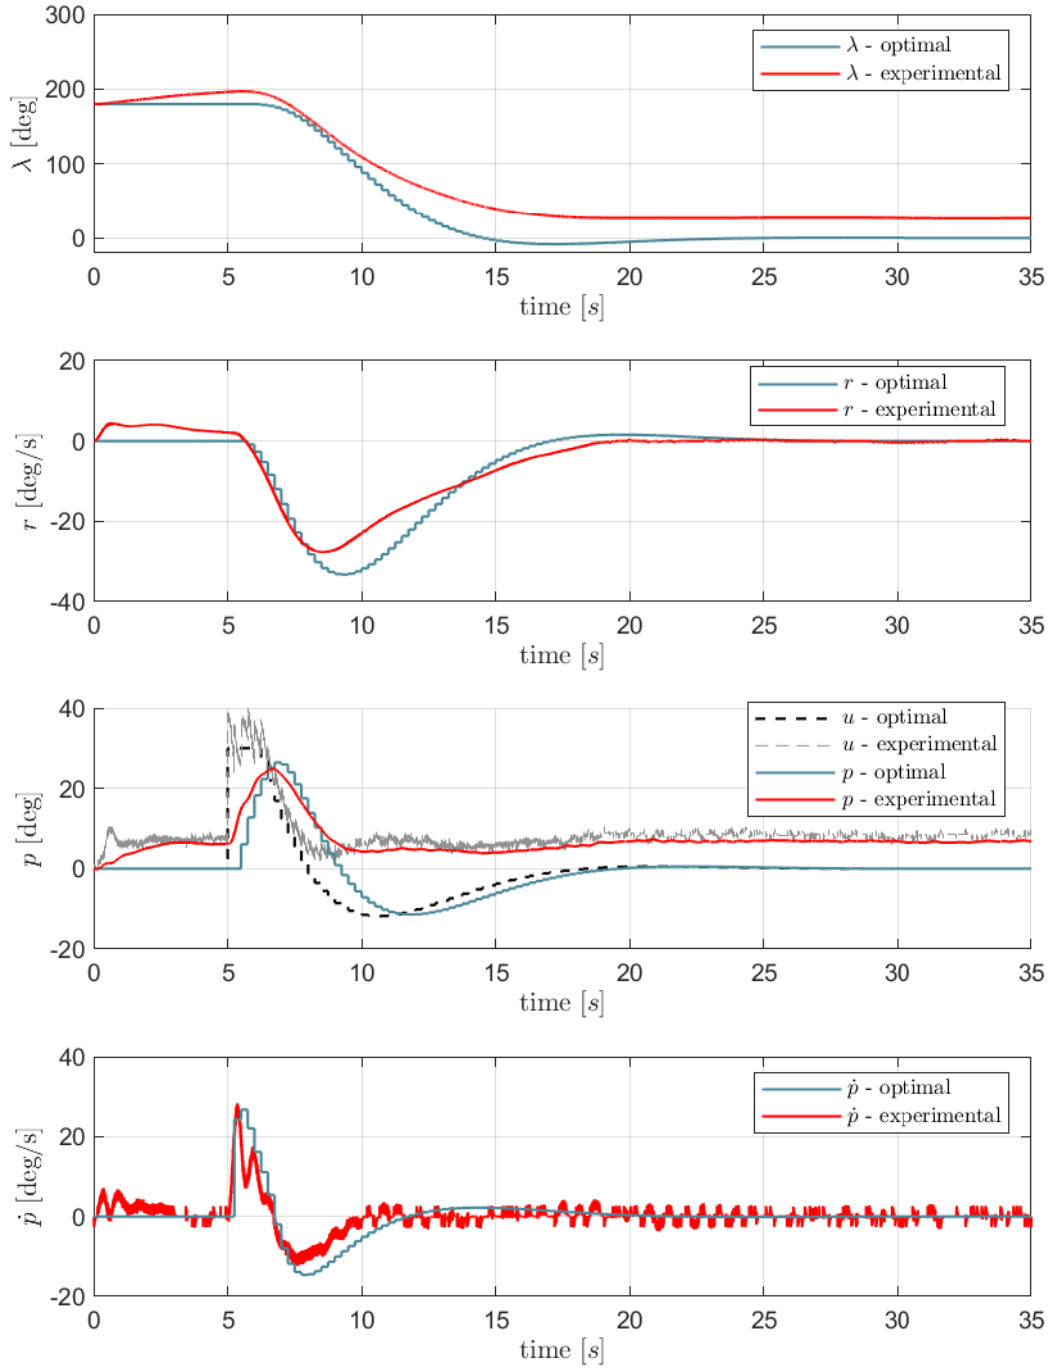 300
200
100
0
λ [deg]
λ - optimal
λ - experimental
0 5 10 15 20 25 30 35
time [s]
20
0
-20
-40
r [deg/s]
r - optimal
r - experimental
0 5 10 15 20 25 30 35
time [s]
40
20
0
-20
p [deg]
u - optimal
u - experimental
p - optimal
p - experimental
0 5 10 15 20 25 30 35
time [s]
40
20
0
-20
ṗ [deg/s]
ṗ - optimal
ṗ - experimental
0 5 10 15 20 25 30 35
time [s]